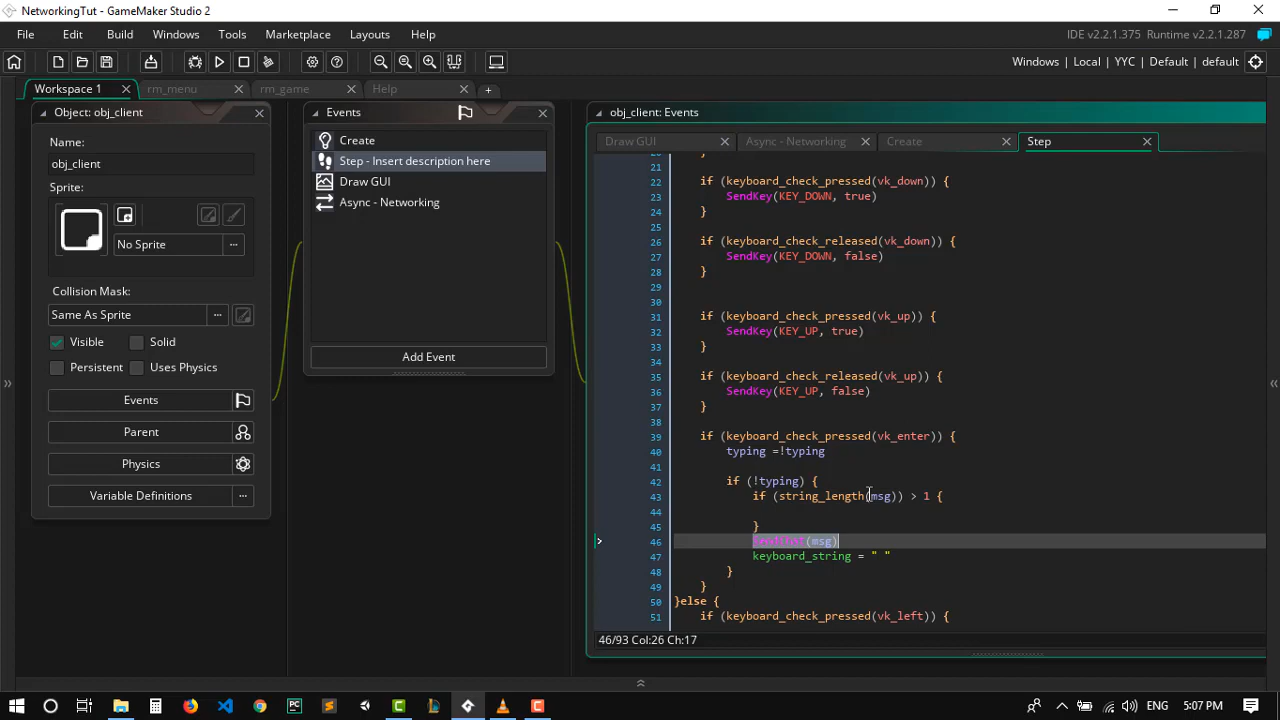 NetworkingTut - GameMaker Studio 2
File Edit Build Windows Tools Marketplace Layouts Help
IDE v2.2.1.375 Runtime v2.2.1.287
Windows | Local | YYC | Default | default
Workspace 1 rm_menu rm_game Help
Object: obj_client
Name:
obj_client
Sprite:
No Sprite
Collision Mask:
Same As Sprite
Visible Solid
Persistent Uses Physics
Events
Parent
Physics
Variable Definitions
Events
Create
Step - Insert description here
Draw GUI
Async - Networking
Add Event
obj_client: Events
Draw GUI Async - Networking Create Step
21
22 if (keyboard_check_pressed(vk_down)) {
23 SendKey(KEY_DOWN, true)
24 }
25
26 if (keyboard_check_released(vk_down)) {
27 SendKey(KEY_DOWN, false)
28 }
29
30
31 if (keyboard_check_pressed(vk_up)) {
32 SendKey(KEY_UP, true)
33 }
34
35 if (keyboard_check_released(vk_up)) {
36 SendKey(KEY_UP, false)
37 }
38
39 if (keyboard_check_pressed(vk_enter)) {
40 typing =!typing
41
42 if (!typing) {
43 if (string_length(msg)) > 1 {
44
45 }
46 (msg)
47 keyboard_string = " "
48 }
49 }
50 }else {
51 if (keyboard_check_pressed(vk_left)) {
46/93 Col:26 Ch:17
ENG 5:07 PM